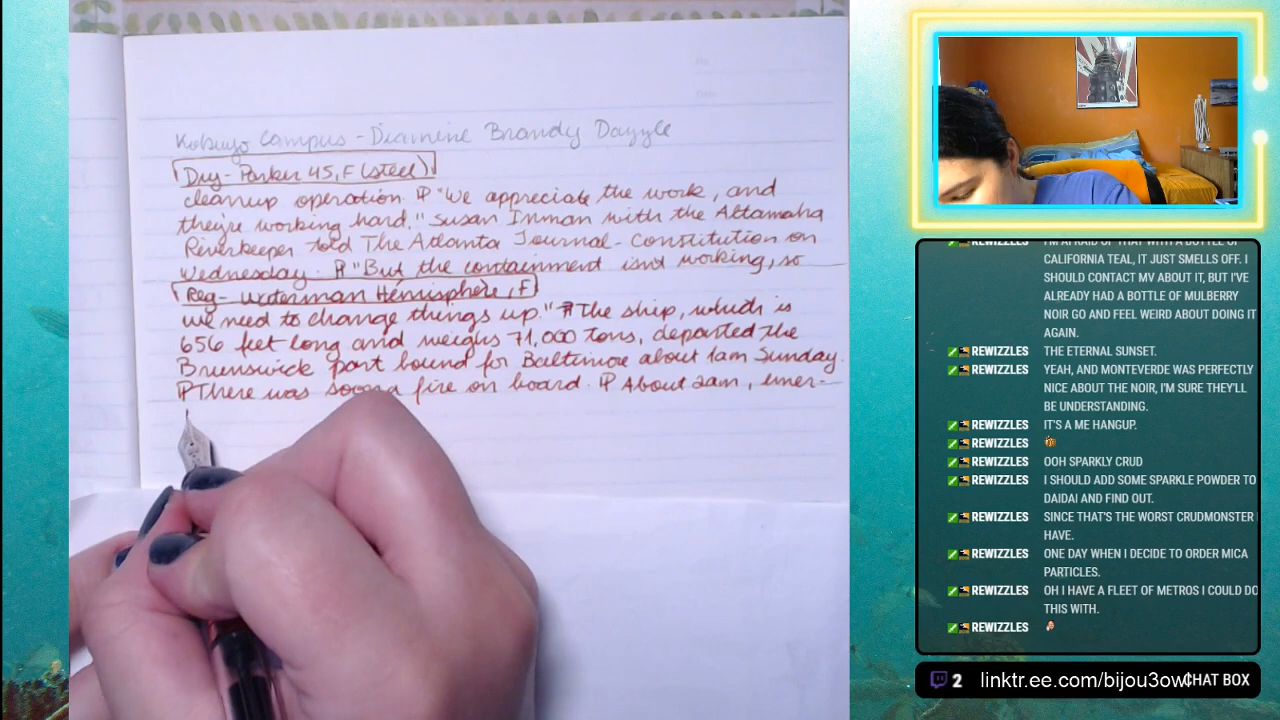 Kokuyo Campus - Diamine Brandy Dazzle
Dry- Parker 45, F (steel)
cleanup operation. ¶ "We appreciate the work, and
they're working hard." Susan Inman with the Altamaha
Riverkeeper told The Atlanta Journal-Constitution on
Wednesday. ¶ "But the containment isn't working, so
Reg- Waterman Hémisphère, F
we need to change things up." ¶ The ship, which is
656 feet long and weighs 71,000 tons, departed the
Brunswick port bound for Baltimore about 1am Sunday.
¶ There was soon a fire on board. ¶ About 2am, emer-
I'M AFRAID OF THAT WITH A BOTTLE OF
CALIFORNIA TEAL, IT JUST SMELLS OFF. I
SHOULD CONTACT MV ABOUT IT, BUT I'VE
ALREADY HAD A BOTTLE OF MULBERRY
NOIR GO AND FEEL WEIRD ABOUT DOING IT
AGAIN.
REWIZZLES THE ETERNAL SUNSET.
REWIZZLES YEAH, AND MONTEVERDE WAS PERFECTLY
NICE ABOUT THE NOIR, I'M SURE THEY'LL
BE UNDERSTANDING.
REWIZZLES IT'S A ME HANGUP.
REWIZZLES
REWIZZLES OOH SPARKLY CRUD
REWIZZLES I SHOULD ADD SOME SPARKLE POWDER TO
DAIDAI AND FIND OUT.
REWIZZLES SINCE THAT'S THE WORST CRUDMONSTER I
HAVE.
REWIZZLES ONE DAY WHEN I DECIDE TO ORDER MICA
PARTICLES.
REWIZZLES OH I HAVE A FLEET OF METROS I COULD DO
THIS WITH.
REWIZZLES
2 linktr.ee.com/bijou3owl
CHAT BOX